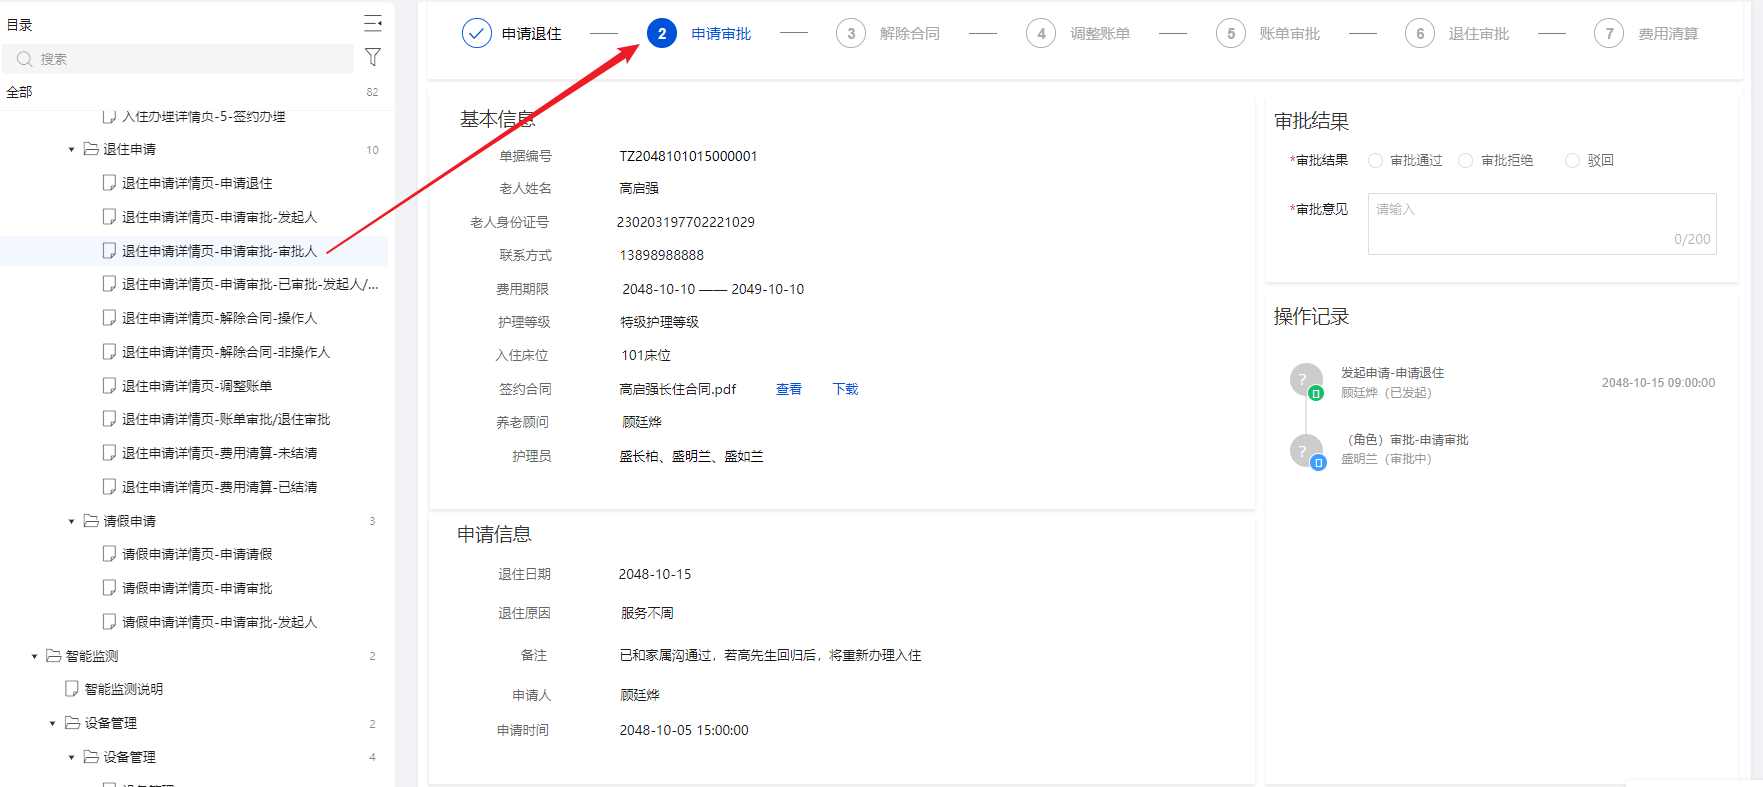 目录
搜索
全部 82
入住办理详情页-5-签约办理
退住申请 10
退住申请详情页-申请退住
退住申请详情页-申请审批-发起人
退住申请详情页-申请审批-审批人
退住申请详情页-申请审批-已审批-发起人/...
退住申请详情页-解除合同-操作人
退住申请详情页-解除合同-非操作人
退住申请详情页-调整账单
退住申请详情页-账单审批/退住审批
退住申请详情页-费用清算-未结清
退住申请详情页-费用清算-已结清
请假申请 3
请假申请详情页-申请请假
请假申请详情页-申请审批
请假申请详情页-申请审批-发起人
智能监测 2
智能监测说明
设备管理 2
设备管理 4
申请退住 2 申请审批 3 解除合同 4 调整账单 5 账单审批 6 退住审批 7 费用清算
基本信息
单据编号 TZ2048101015000001
老人姓名 高启强
老人身份证号 230203197702221029
联系方式 13898988888
费用期限 2048-10-10 —— 2049-10-10
护理等级 特级护理等级
入住床位 101床位
签约合同 高启强长住合同.pdf 查看 下载
养老顾问 顾廷烨
护理员 盛长柏、盛明兰、盛如兰
申请信息
退住日期 2048-10-15
退住原因 服务不周
备注 已和家属沟通过，若高先生回归后，将重新办理入住
申请人 顾廷烨
申请时间 2048-10-05 15:00:00
审批结果
*审批结果 审批通过 审批拒绝 驳回
*审批意见 请输入
0/200
操作记录
? 发起申请-申请退住
顾廷烨（已发起） 2048-10-15 09:00:00
? （角色）审批-申请审批
盛明兰（审批中）